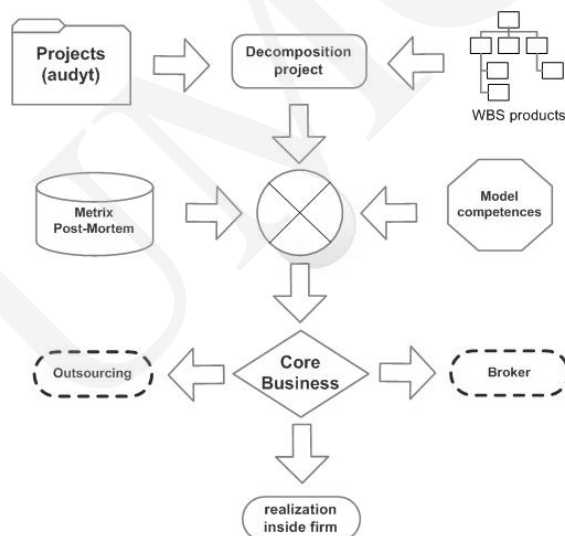 Projects
(audyt)
Decomposition
project
WBS products
Metrix
Post-Mortem
Model
competences
Core
Business
Outsourcing
Broker
realization
inside firm